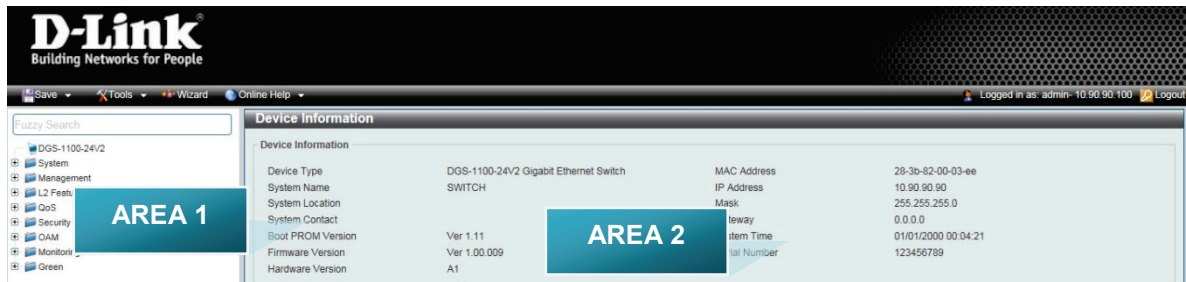 D-Link
Building Networks for People
Save Tools Wizard Online Help Logged in as: admin- 10.90.90.100 Logout
Fuzzy Search
DGS-1100-24V2
System
Management
L2
QoS
Security
OAM
Green
AREA 1
Device Information
Device Information
Device Type DGS-1100-24V2 Gigabit Ethernet Switch MAC Address 28-3b-82-00-03-ee
System Name SWITCH IP Address 10.90.90.90
System Location Mask 255.255.255.0
System Contact 0.0.0.0
Boot PROM Version Ver 1.11 Time 01/01/2000 00:04:21
Firmware Version Ver 1.00.009 Number 123456789
Hardware Version A1
AREA 2